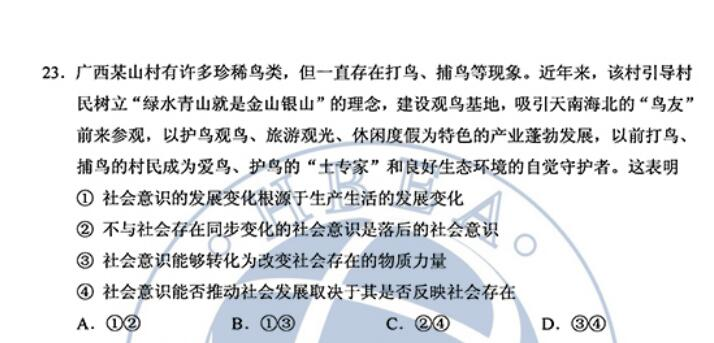 23．广西某山村有许多珍稀鸟类，但一直存在打鸟、捕鸟等现象。近年来，该村引导村
民树立“绿水青山就是金山银山”的理念，建设观鸟基地，吸引天南海北的“鸟友”
前来参观，以护鸟观鸟、旅游观光、休闲度假为特色的产业蓬勃发展，以前打鸟、
捕鸟的村民成为爱鸟、护鸟的“土专家”和良好生态环境的自觉守护者。这表明
① 社会意识的发展变化根源于生产生活的发展变化
② 不与社会存在同步变化的社会意识是落后的社会意识
③ 社会意识能够转化为改变社会存在的物质力量
④ 社会意识能否推动社会发展取决于其是否反映社会存在
A．①② B．①③ C．②④ D．③④
HBEA